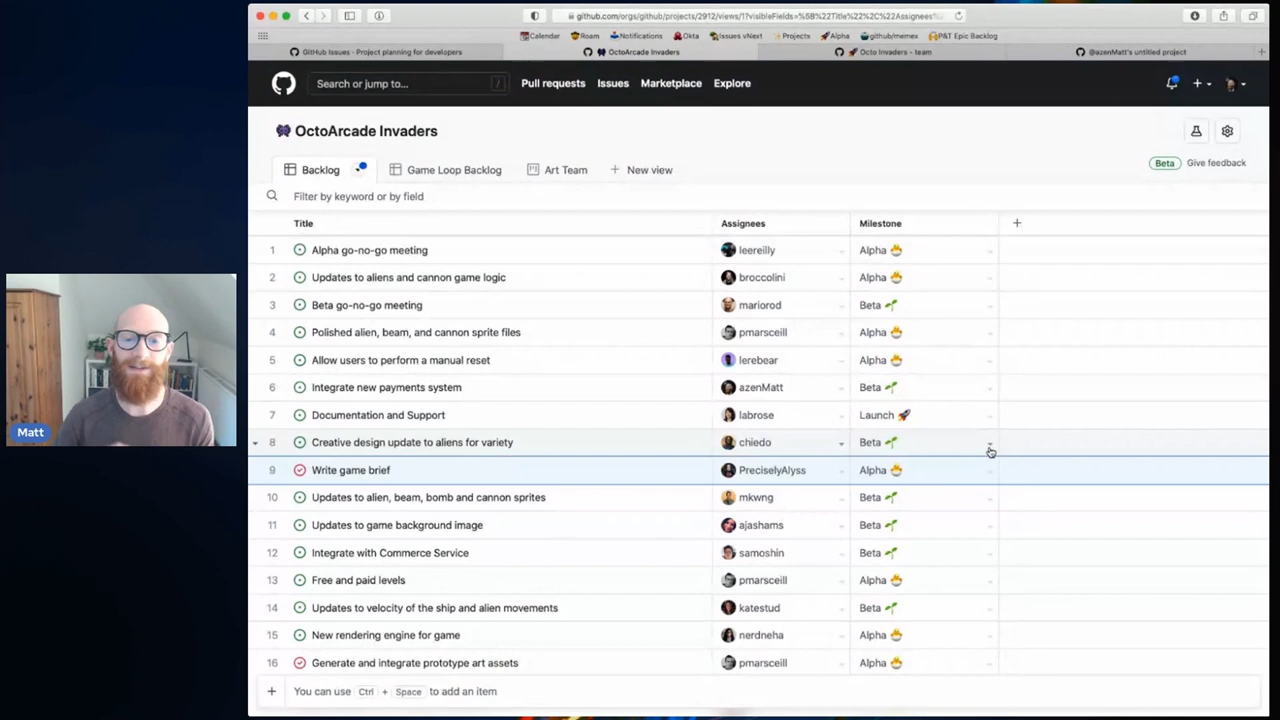 github.com/orgs/github/projects/2912/views/1?visibleFields=%5B%22Title%22%2C%22Assignees%
Calendar Roam Notifications Okta Issues vNext Projects Alpha github/memex P&T Epic Backlog
GitHub Issues · Project planning for developers
OctoArcade Invaders
Octo Invaders · team
@azenMatt's untitled project
Search or jump to... /
Pull requests Issues Marketplace Explore
OctoArcade Invaders
Backlog Game Loop Backlog Art Team + New view
Beta Give feedback
Filter by keyword or by field
Title Assignees Milestone +
1 Alpha go-no-go meeting leereilly Alpha 🐣
2 Updates to aliens and cannon game logic broccolini Alpha 🐣
3 Beta go-no-go meeting mariorod Beta 🌱
4 Polished alien, beam, and cannon sprite files pmarsceill Alpha 🐣
5 Allow users to perform a manual reset lerebear Alpha 🐣
6 Integrate new payments system azenMatt Beta 🌱
7 Documentation and Support labrose Launch 🚀
8 Creative design update to aliens for variety chiedo Beta 🌱
9 Write game brief PreciselyAlyss Alpha 🐣
10 Updates to alien, beam, bomb and cannon sprites mkwng Beta 🌱
11 Updates to game background image ajashams Beta 🌱
12 Integrate with Commerce Service samoshin Beta 🌱
13 Free and paid levels pmarsceill Alpha 🐣
14 Updates to velocity of the ship and alien movements katestud Beta 🌱
15 New rendering engine for game nerdneha Alpha 🐣
16 Generate and integrate prototype art assets pmarsceill Alpha 🐣
+ You can use Ctrl + Space to add an item
Matt